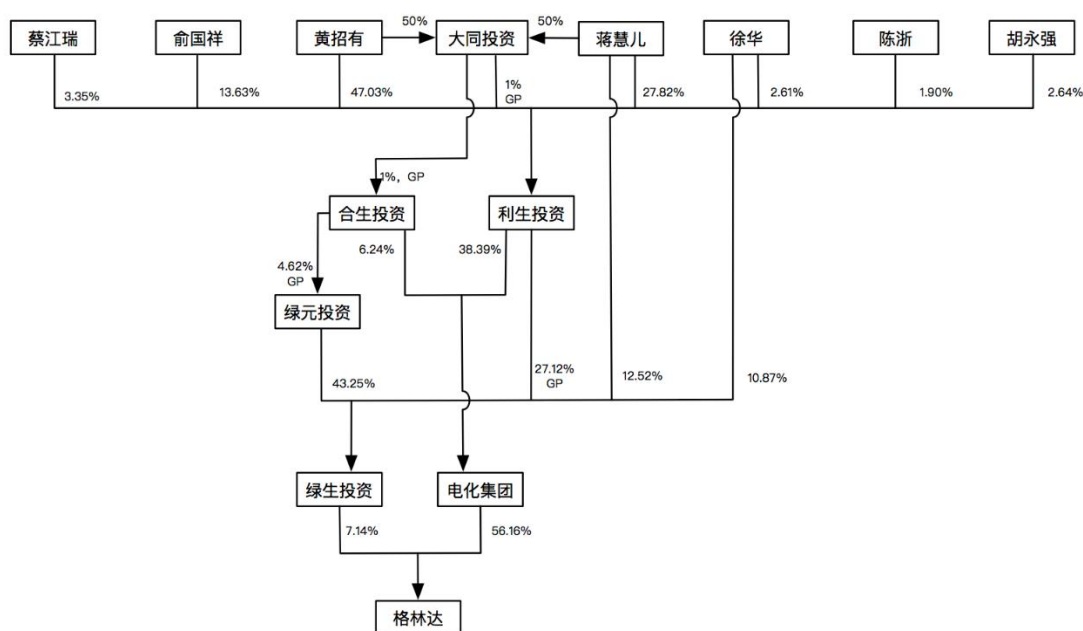 50%
50%
蔡江瑞
俞国祥
黄招有
大同投资
蒋慧儿
徐华
陈浙
胡永强
3.35%
13.63%
47.03%
1%
GP
27.82%
2.61%
1.90%
2.64%
1%，GP
合生投资
利生投资
6.24%
38.39%
4.62%
GP
绿元投资
43.25%
27.12%
GP
12.52%
10.87%
绿生投资
电化集团
7.14%
56.16%
格林达